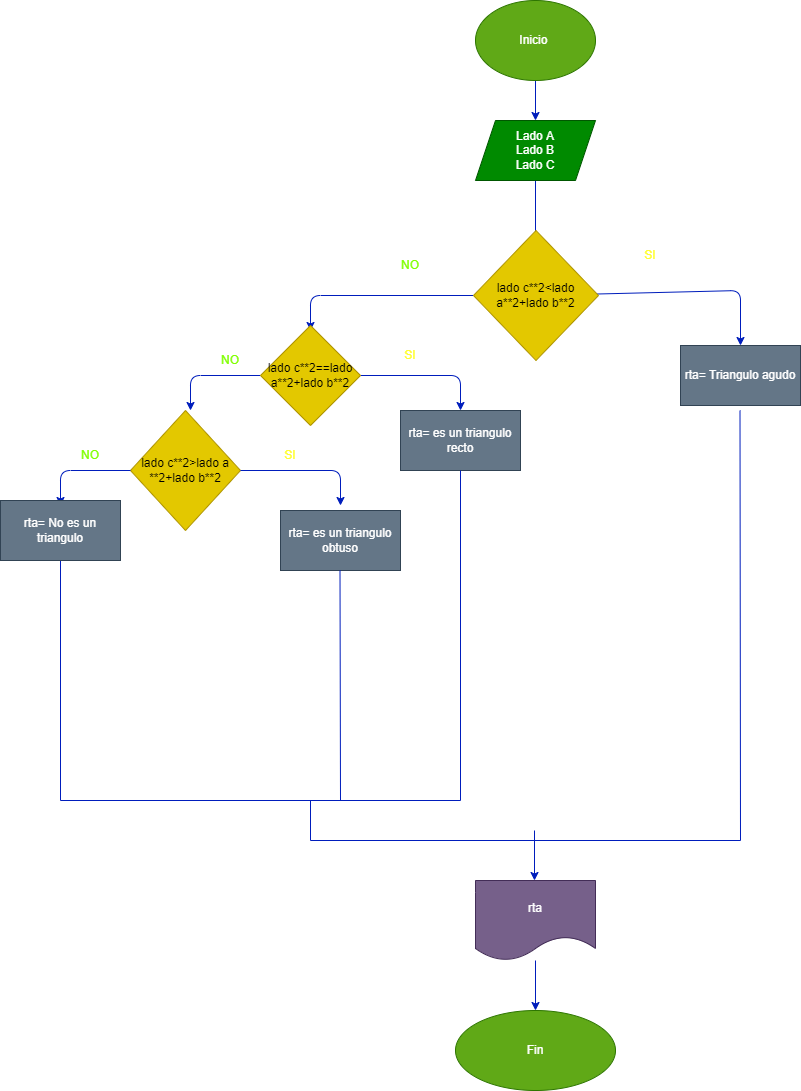 Inicio
Lado A
Lado B
Lado C
lado c**2<lado
a**2+lado b**2
NO
SI
rta= Triangulo agudo
lado c**2==lado
a**2+lado b**2
NO
SI
rta= es un triangulo
recto
lado c**2>lado a
**2+lado b**2
NO
SI
rta= No es un
triangulo
rta= es un triangulo
obtuso
rta
Fin